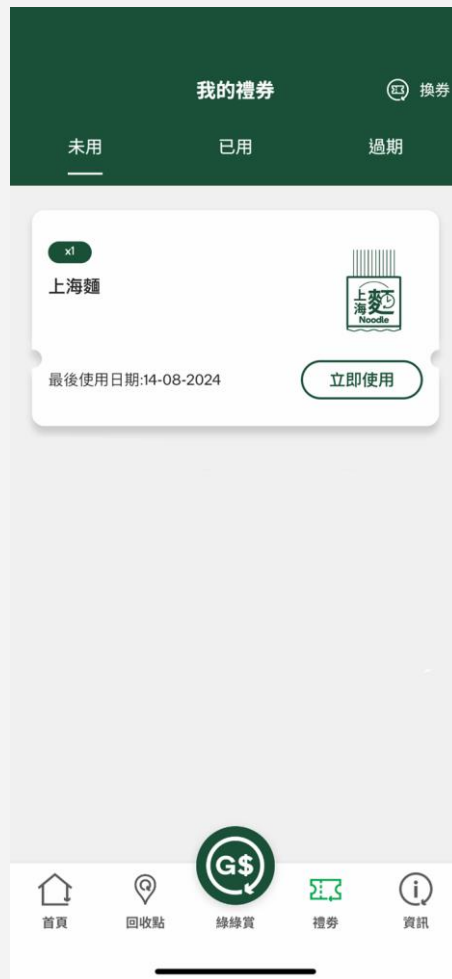 我的禮券
換券
未用
已用
過期
x1
上海麵
上海麵
Noodle
最後使用日期:14-08-2024
立即使用
G$
首頁
回收點
綠綠賞
禮券
資訊